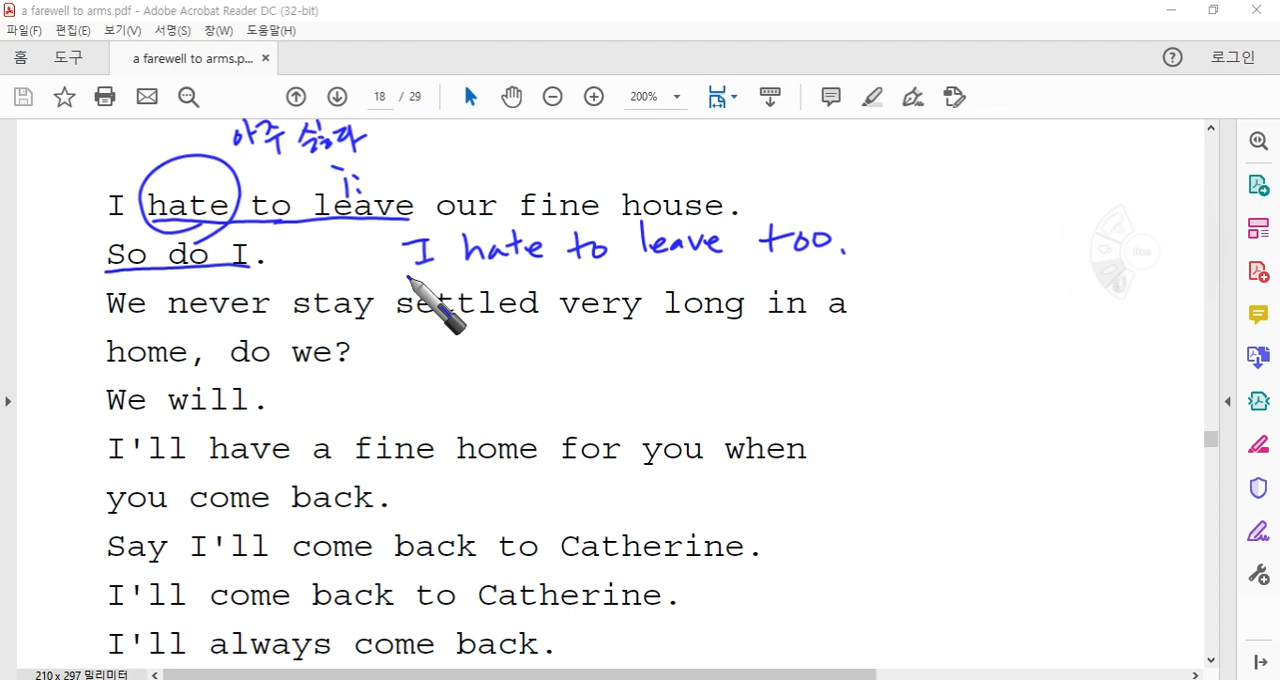 a farewell to arms.pdf - Adobe Acrobat Reader DC (32-bit)
파일(F) 편집(E) 보기(V) 서명(S) 창(W) 도움말(H)
홈 도구 a farewell to arms.p... × 로그인
18 / 29 200%
아주 싫다
I hate to leave our fine house.
So do I. I hate to leave too.
We never stay settled very long in a
home, do we?
We will.
I'll have a fine home for you when
you come back.
Say I'll come back to Catherine.
I'll come back to Catherine.
I'll always come back.
210 x 297 밀리미터